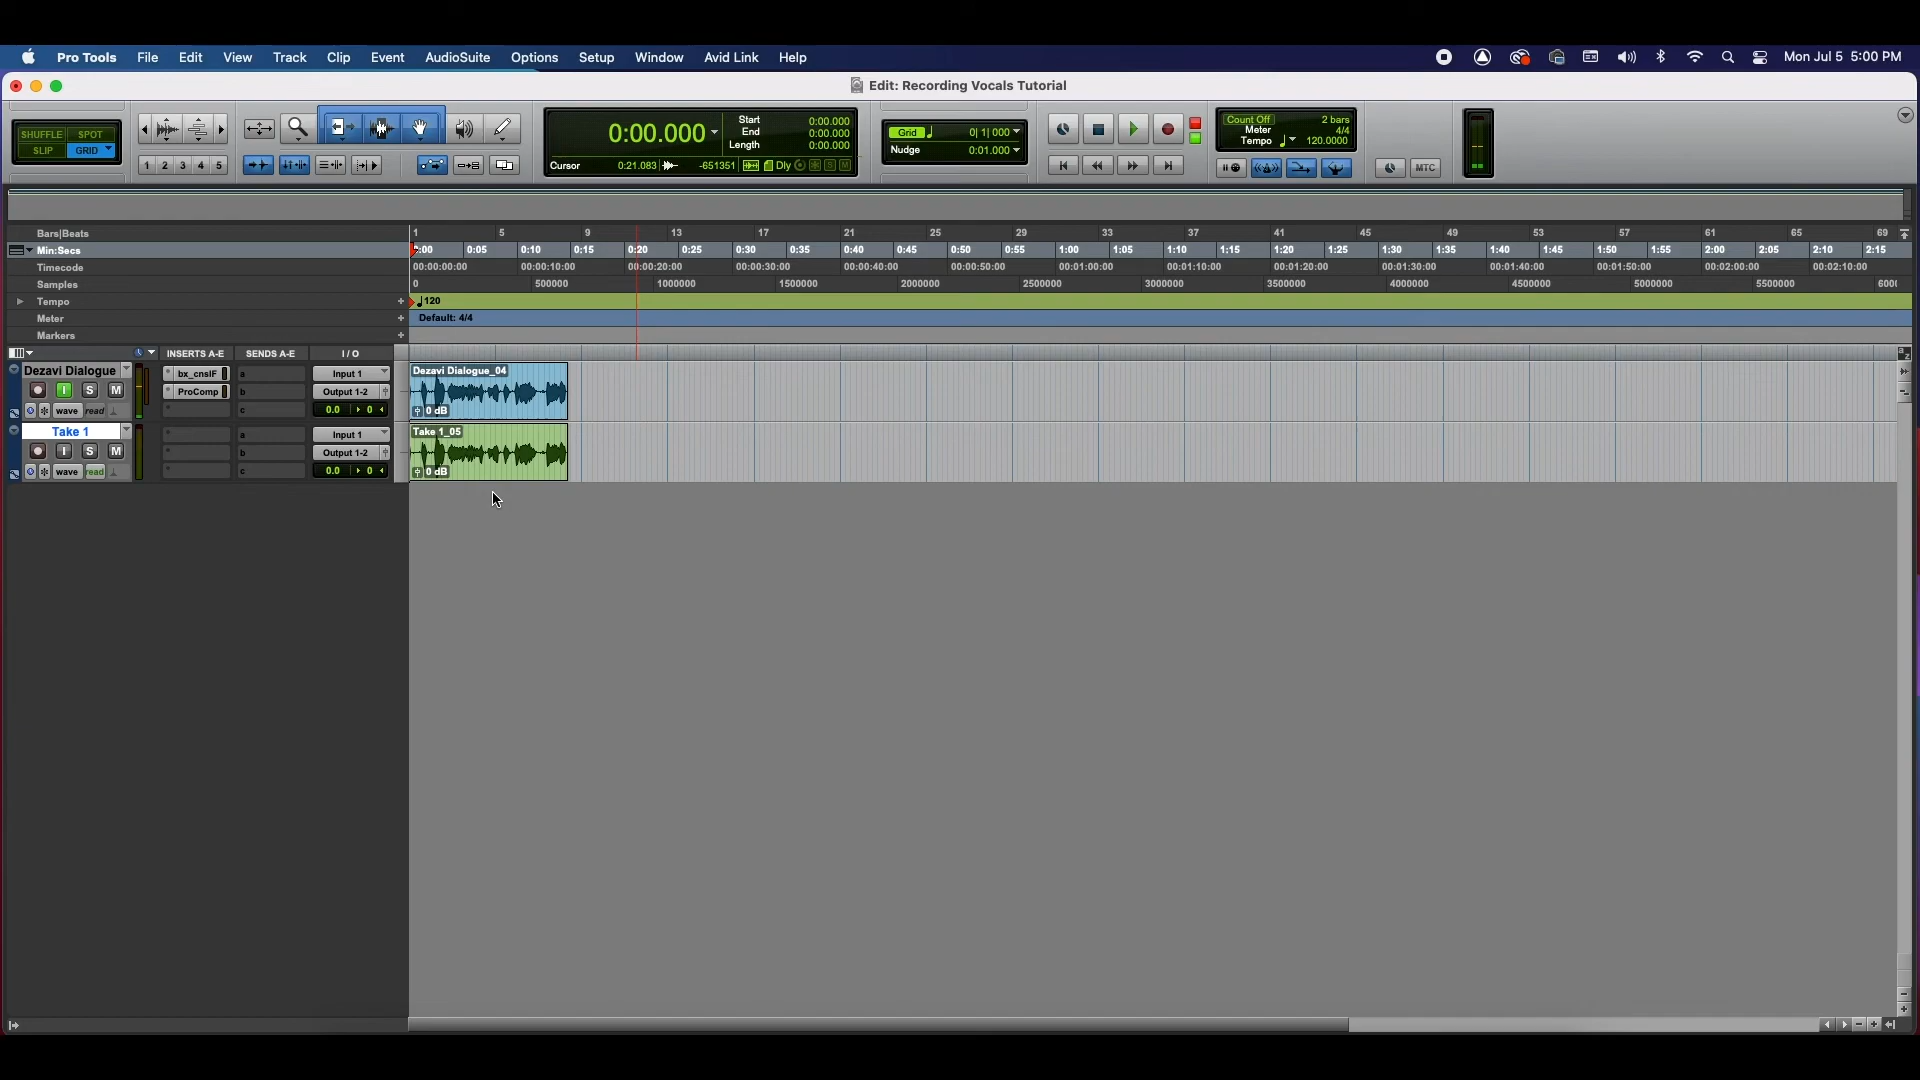 Pro Tools File Edit View Track Clip Event AudioSuite Options Setup Window Avid Link Help Mon Jul 5 5:00 PM
Edit: Recording Vocals Tutorial
SHUFFLE SPOT
SLIP GRID
1 2 3 4 5
0:00.000
Start 0:00.000
End 0:00.000
Length 0:00.000
Cursor 0:21.083 -651351 Dly S M
Grid 0| 1| 000
Nudge 0:01.000
Count Off 2 bars
Meter 4/4
Tempo 120.0000
MTC
Bars|Beats 1 5 9 13 17 21 25 29 33 37 41 45 49 53 57 61 65 69
Min:Secs :00 0:05 0:10 0:15 0:20 0:25 0:30 0:35 0:40 0:45 0:50 0:55 1:00 1:05 1:10 1:15 1:20 1:25 1:30 1:35 1:40 1:45 1:50 1:55 2:00 2:05 2:10 2:15
Timecode 00:00:00:00 00:00:10:00 00:00:20:00 00:00:30:00 00:00:40:00 00:00:50:00 00:01:00:00 00:01:10:00 00:01:20:00 00:01:30:00 00:01:40:00 00:01:50:00 00:02:00:00 00:02:10:00
Samples 0 500000 1000000 1500000 2000000 2500000 3000000 3500000 4000000 4500000 5000000 5500000 6000
Tempo + 120
Meter + Default: 4/4
Markers +
INSERTS A-E SENDS A-E I / O
Dezavi Dialogue bx_cnslF a Input 1 Dezavi Dialogue_04
I S M ProComp b Output 1-2
wave read c 0.0 0 0 dB
Take 1 a Input 1 Take 1_05
I S M b Output 1-2
wave read c 0.0 0 0 dB